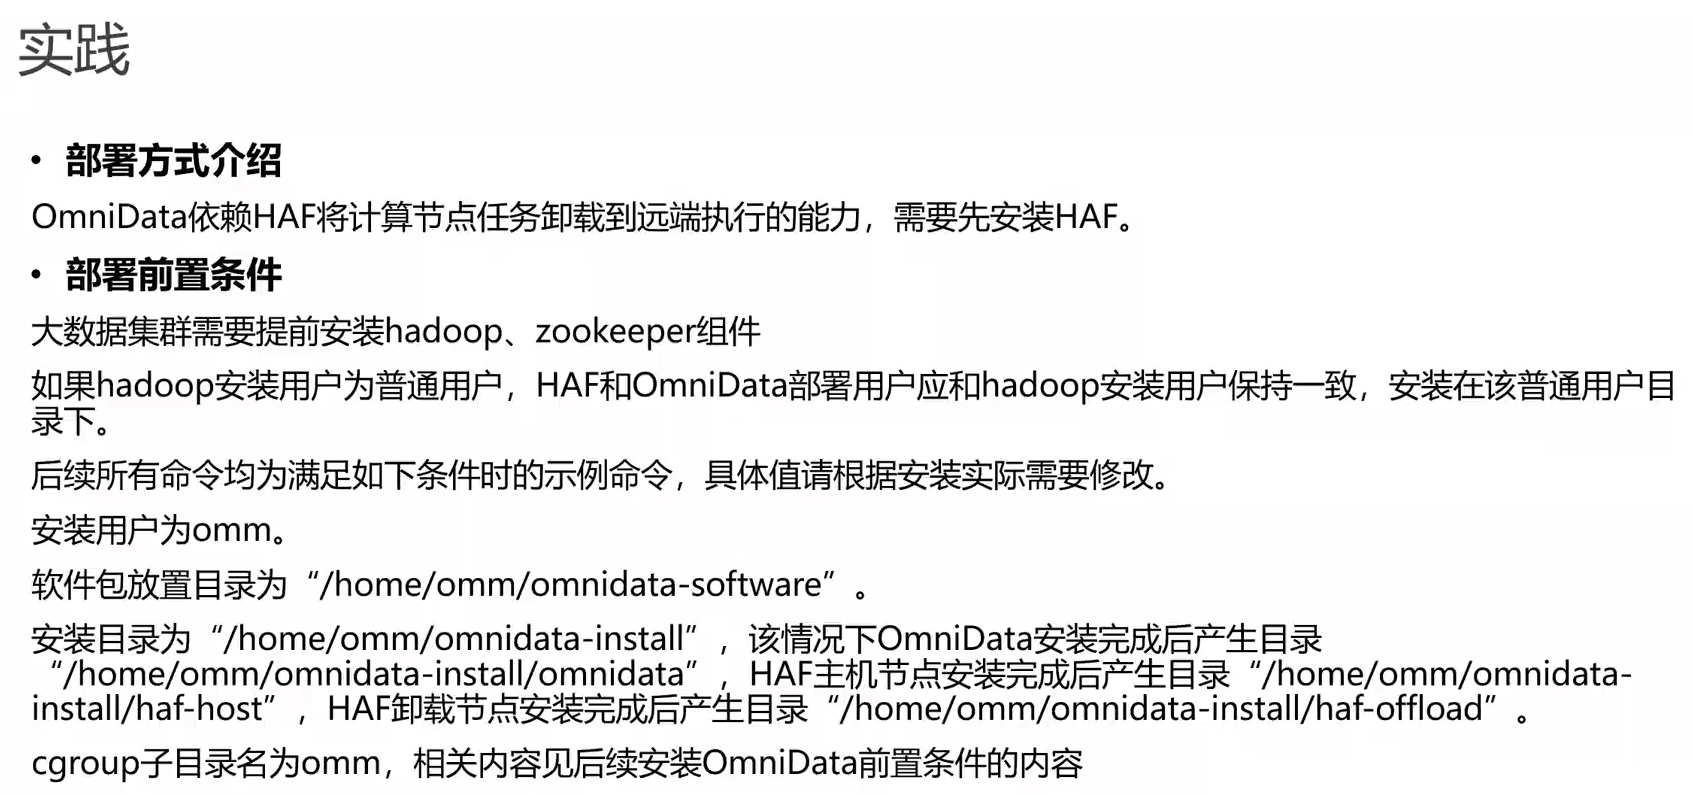 实践
• 部署方式介绍
OmniData依赖HAF将计算节点任务卸载到远端执行的能力，需要先安装HAF。
• 部署前置条件
大数据集群需要提前安装hadoop、zookeeper组件
如果hadoop安装用户为普通用户，HAF和OmniData部署用户应和hadoop安装用户保持一致，安装在该普通用户目
录下。
后续所有命令均为满足如下条件时的示例命令，具体值请根据安装实际需要修改。
安装用户为omm。
软件包放置目录为“/home/omm/omnidata-software”。
安装目录为“/home/omm/omnidata-install”，该情况下OmniData安装完成后产生目录
“/home/omm/omnidata-install/omnidata”，HAF主机节点安装完成后产生目录“/home/omm/omnidata-
install/haf-host”，HAF卸载节点安装完成后产生目录“/home/omm/omnidata-install/haf-offload”。
cgroup子目录名为omm，相关内容见后续安装OmniData前置条件的内容